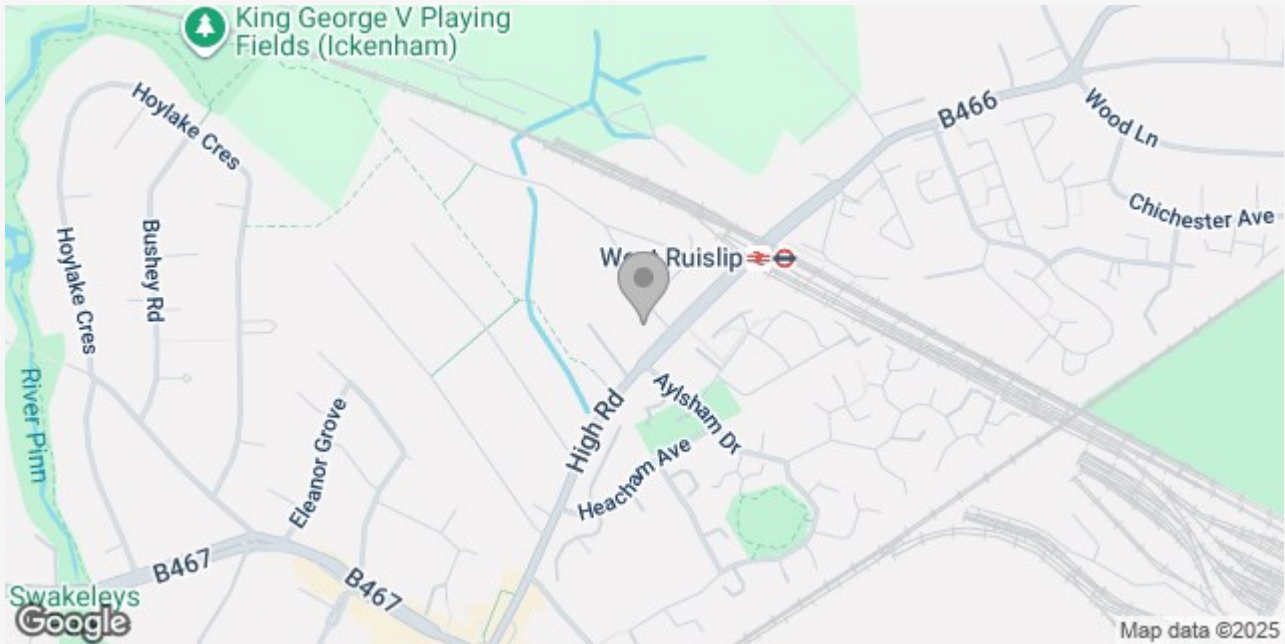 King George V Playing
Fields (Ickenham)
Hoylake Cres
B466
Wood Ln
Chichester Ave
Bushey Rd
Hoylake Cres
West Ruislip
River Pinn
Eleanor Grove
High Rd
Aylsham Dr
Heacham Ave
B467
B467
Swakeleys
Google
Map data ©2025